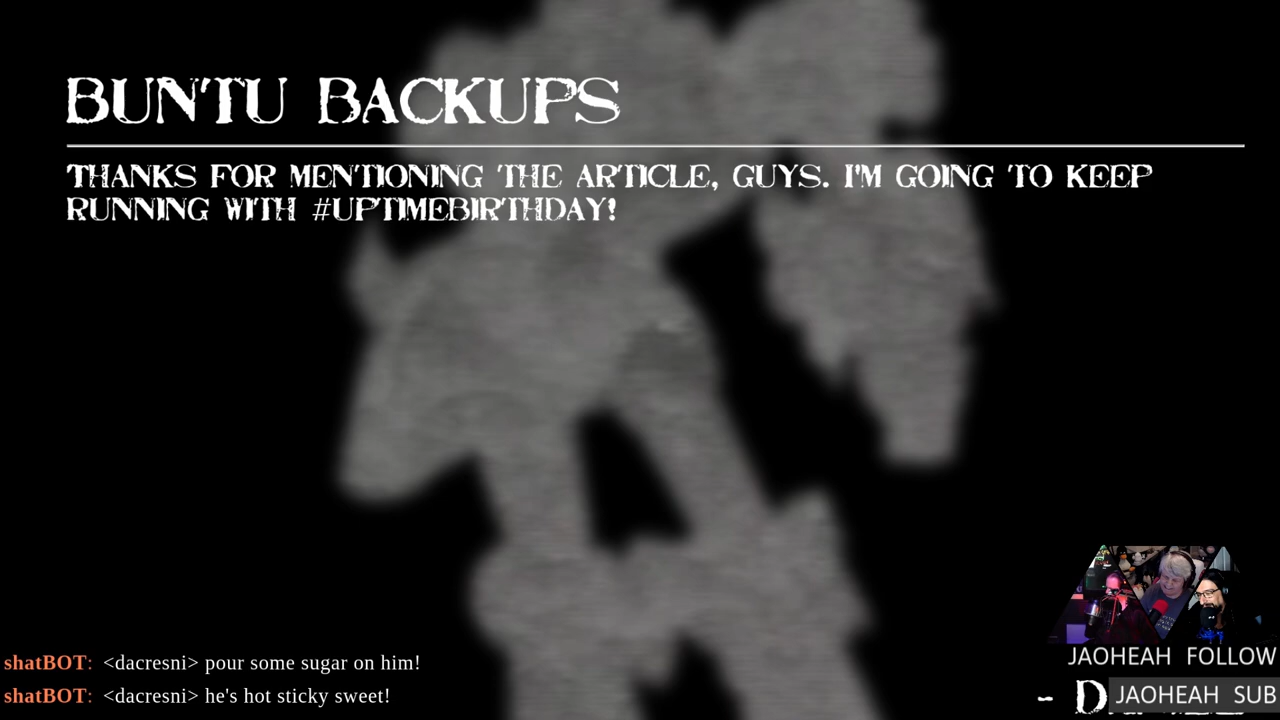 BUNTU BACKUPS
THANKS FOR MENTIONING THE ARTICLE, GUYS. I'M GOING TO KEEP
RUNNING WITH #UPTIMEBIRTHDAY!
shatBOT: <dacresni> pour some sugar on him!
shatBOT: <dacresni> he's hot sticky sweet!
JAOHEAH FOLLOW
JAOHEAH SUB